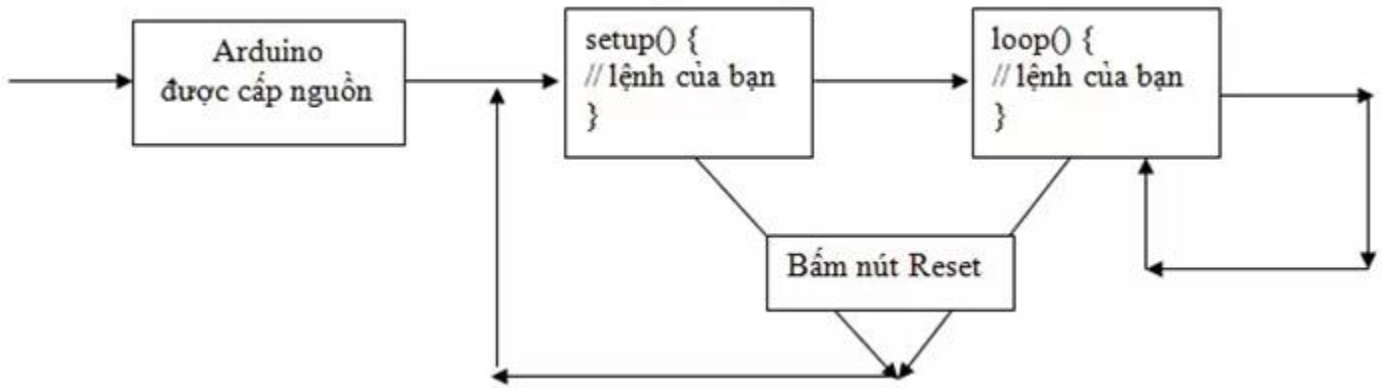 Arduino
được cấp nguồn
setup() {
// lệnh của bạn
}
loop() {
// lệnh của bạn
}
Bấm nút Reset